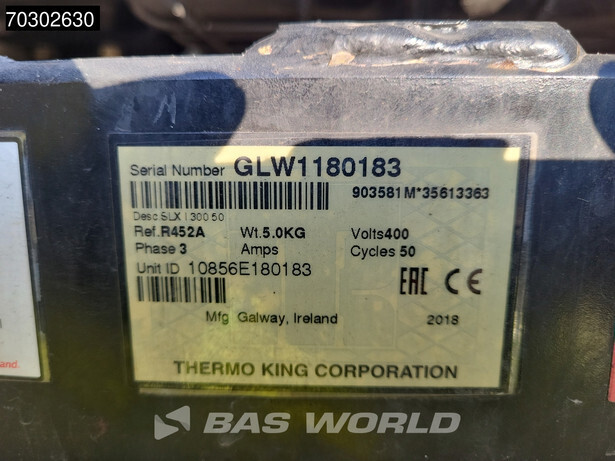 70302630
Serial Number GLW1180183
903581M*35613363
Desc SLX i 300 50
Ref.R452A Wt.5.0KG Volts400
Phase 3 Amps Cycles 50
Unit ID 10856E180183
EAC CE
Mfg Galway, Ireland 2018
THERMO KING CORPORATION
BAS WORLD